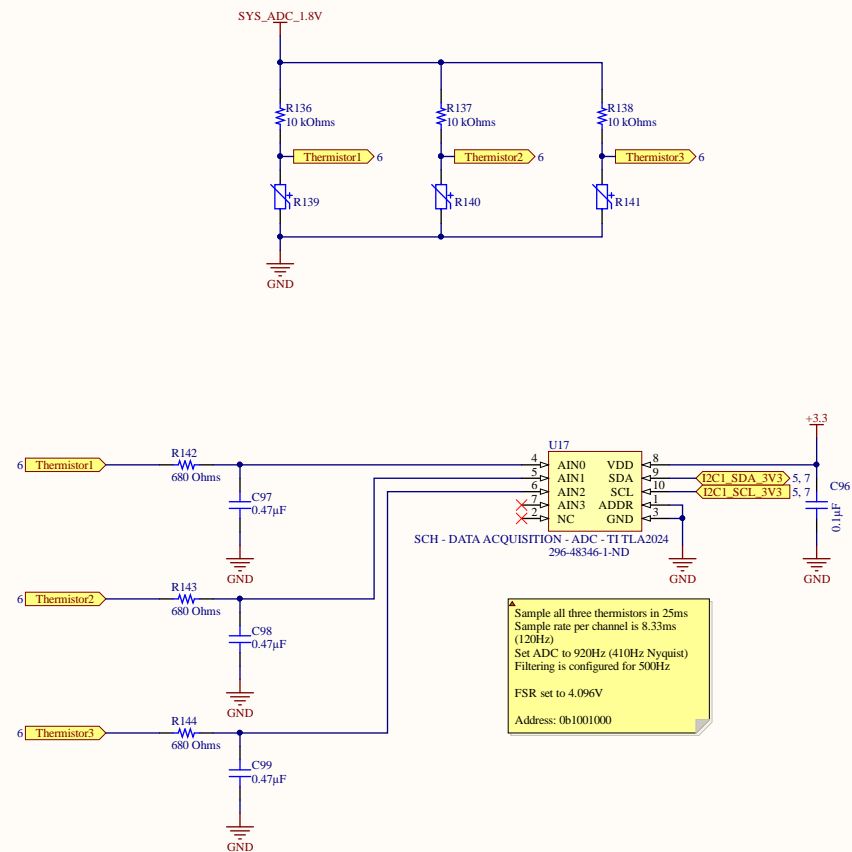 SYS_ADC_1.8V
R136
10 kOhms
R137
10 kOhms
R138
10 kOhms
Thermistor1 6
Thermistor2 6
Thermistor3 6
R139
R140
R141
GND
+3.3
6 Thermistor1
R142
680 Ohms
C97
0.47µF
GND
6 Thermistor2
R143
680 Ohms
C98
0.47µF
GND
6 Thermistor3
R144
680 Ohms
C99
0.47µF
GND
U17
4 AIN0 VDD 8
5 AIN1 SDA 9
6 AIN2 SCL 10
7 AIN3 ADDR 1
2 NC GND 3
I2C1_SDA_3V3 5, 7
I2C1_SCL_3V3 5, 7
C96
0.1µF
SCH - DATA ACQUISITION - ADC - TI TLA2024
296-48346-1-ND
GND
GND
Sample all three thermistors in 25ms
Sample rate per channel is 8.33ms
(120Hz)
Set ADC to 920Hz (410Hz Nyquist)
Filtering is configured for 500Hz
FSR set to 4.096V
Address: 0b1001000